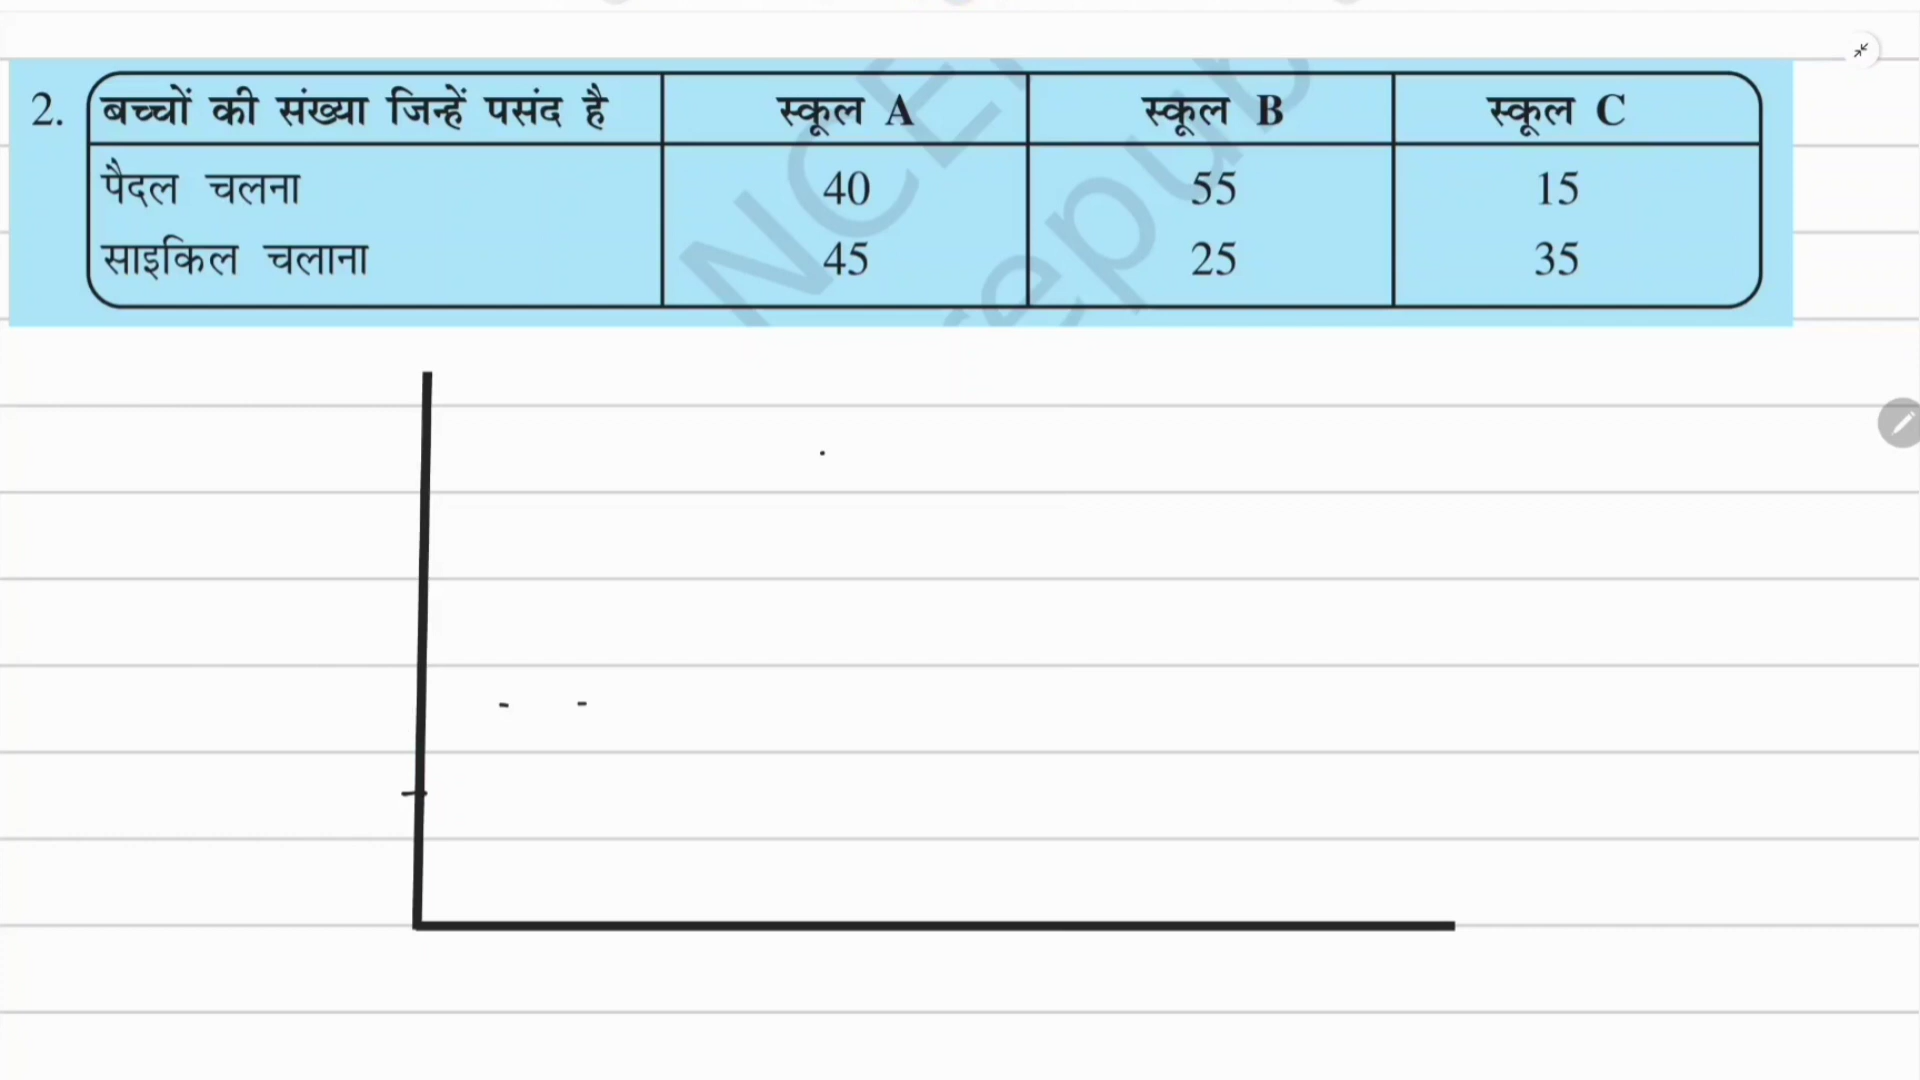 2. बच्चों की संख्या जिन्हें पसंद है स्कूल A स्कूल B स्कूल C
पैदल चलना 40 55 15
साइकिल चलाना 45 25 35